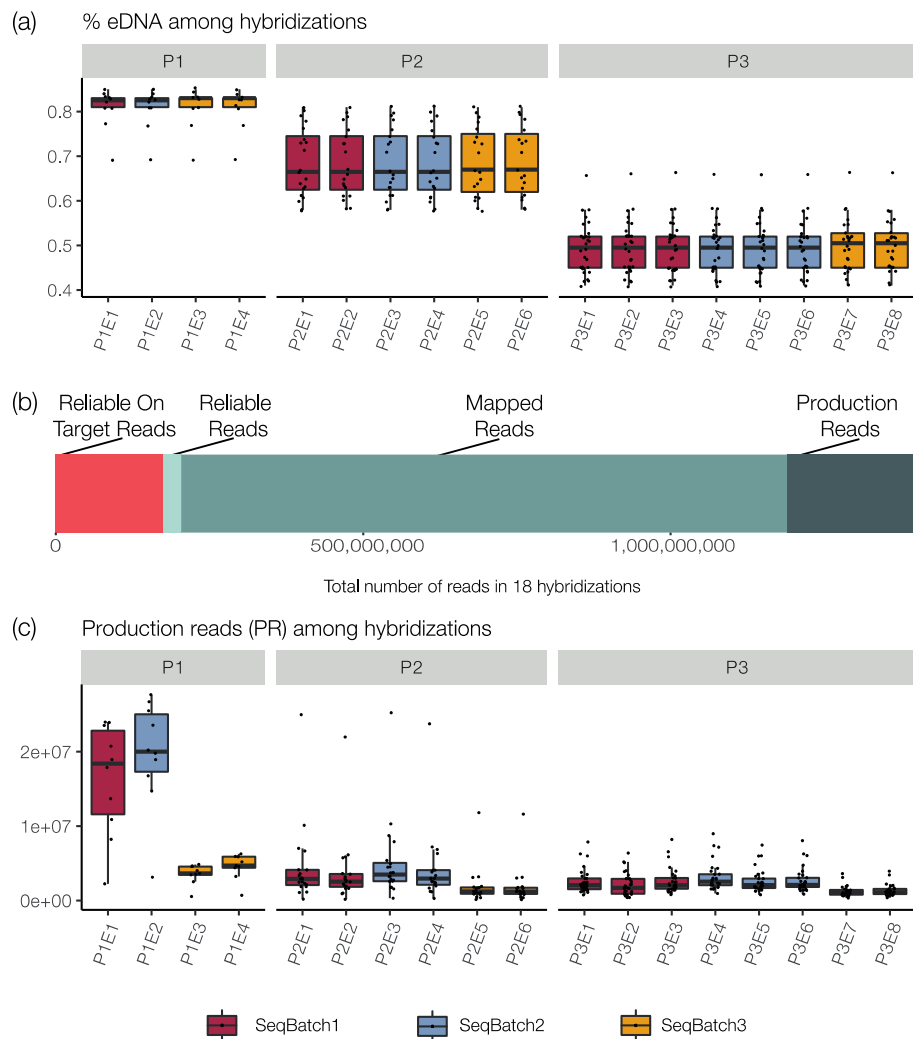 (a) % eDNA among hybridizations
P1 P2 P3
0.8
0.7
0.6
0.5
0.4
P1E1 P1E2 P1E3 P1E4 P2E1 P2E2 P2E3 P2E4 P2E5 P2E6 P3E1 P3E2 P3E3 P3E4 P3E5 P3E6 P3E7 P3E8
(b)
Reliable On Reliable Mapped Production
Target Reads Reads Reads Reads
0 500,000,000 1,000,000,000
Total number of reads in 18 hybridizations
(c) Production reads (PR) among hybridizations
P1 P2 P3
2e+07
1e+07
0e+00
P1E1 P1E2 P1E3 P1E4 P2E1 P2E2 P2E3 P2E4 P2E5 P2E6 P3E1 P3E2 P3E3 P3E4 P3E5 P3E6 P3E7 P3E8
SeqBatch1 SeqBatch2 SeqBatch3